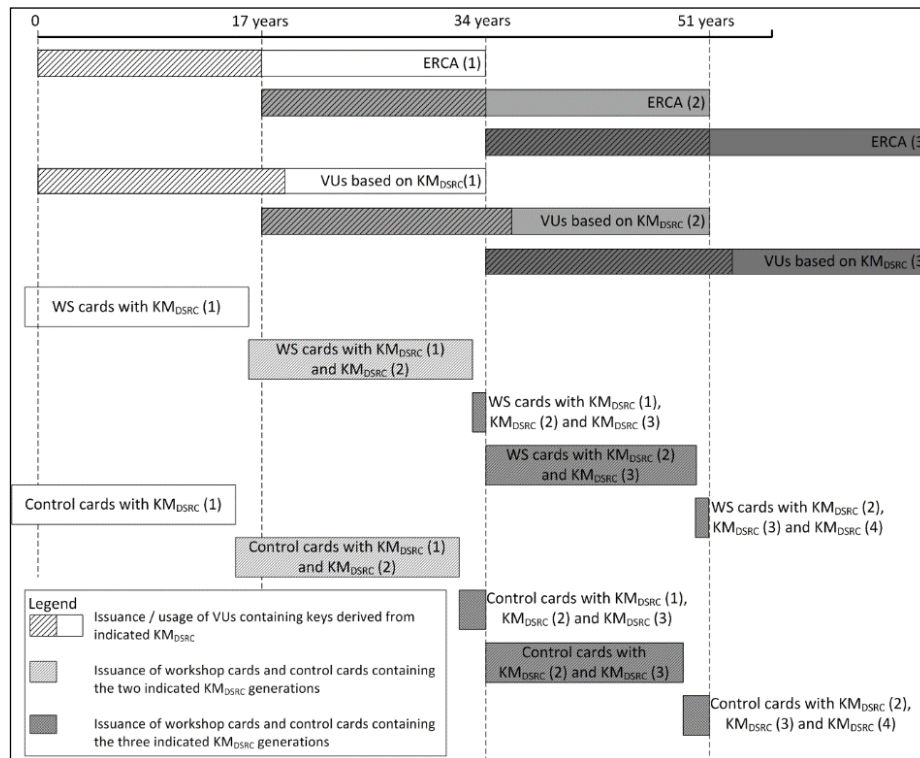 0
17 years
34 years
51 years
ERCA (1)
ERCA (2)
ERCA (3
VUs based on KMDSRC(1)
VUs based on KMDSRC (2)
VUs based on KMDSRC (3
WS cards with KMDSRC (1)
WS cards with KMDSRC (1)
and KMDSRC (2)
WS cards with KMDSRC (1),
KMDSRC (2) and KMDSRC (3)
WS cards with KMDSRC (2)
and KMDSRC (3)
Control cards with KMDSRC (1)
WS cards with KMDSRC (2),
KMDSRC (3) and KMDSRC (4)
Control cards with KMDSRC (1)
and KMDSRC (2)
Control cards with KMDSRC (1),
KMDSRC (2) and KMDSRC (3)
Control cards with
KMDSRC (2) and KMDSRC (3)
Control cards with KMDSRC (2),
KMDSRC (3) and KMDSRC (4)
Legend
Issuance / usage of VUs containing keys derived from
indicated KMDSRC
Issuance of workshop cards and control cards containing
the two indicated KMDSRC generations
Issuance of workshop cards and control cards containing
the three indicated KMDSRC generations